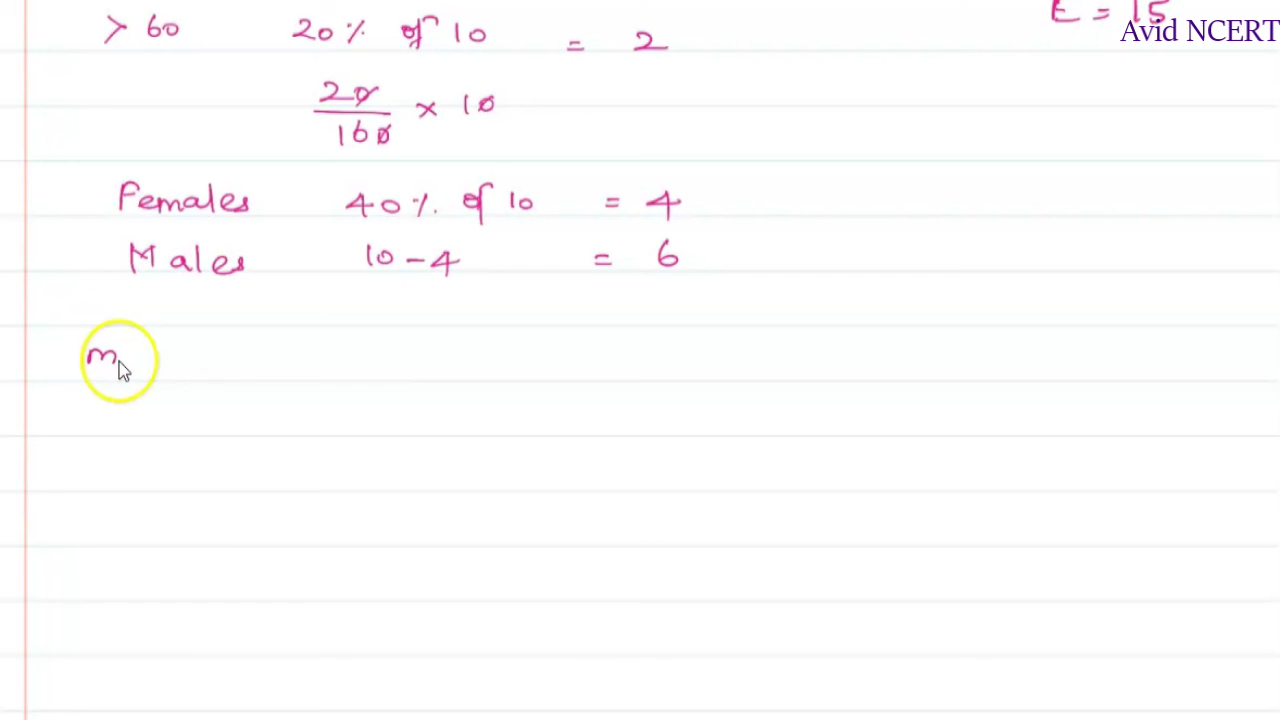 E = 15
Avid NCERT
> 60 20% of 10 = 2
20/100 × 10
Females 40% of 10 = 4
Males 10 - 4 = 6
m